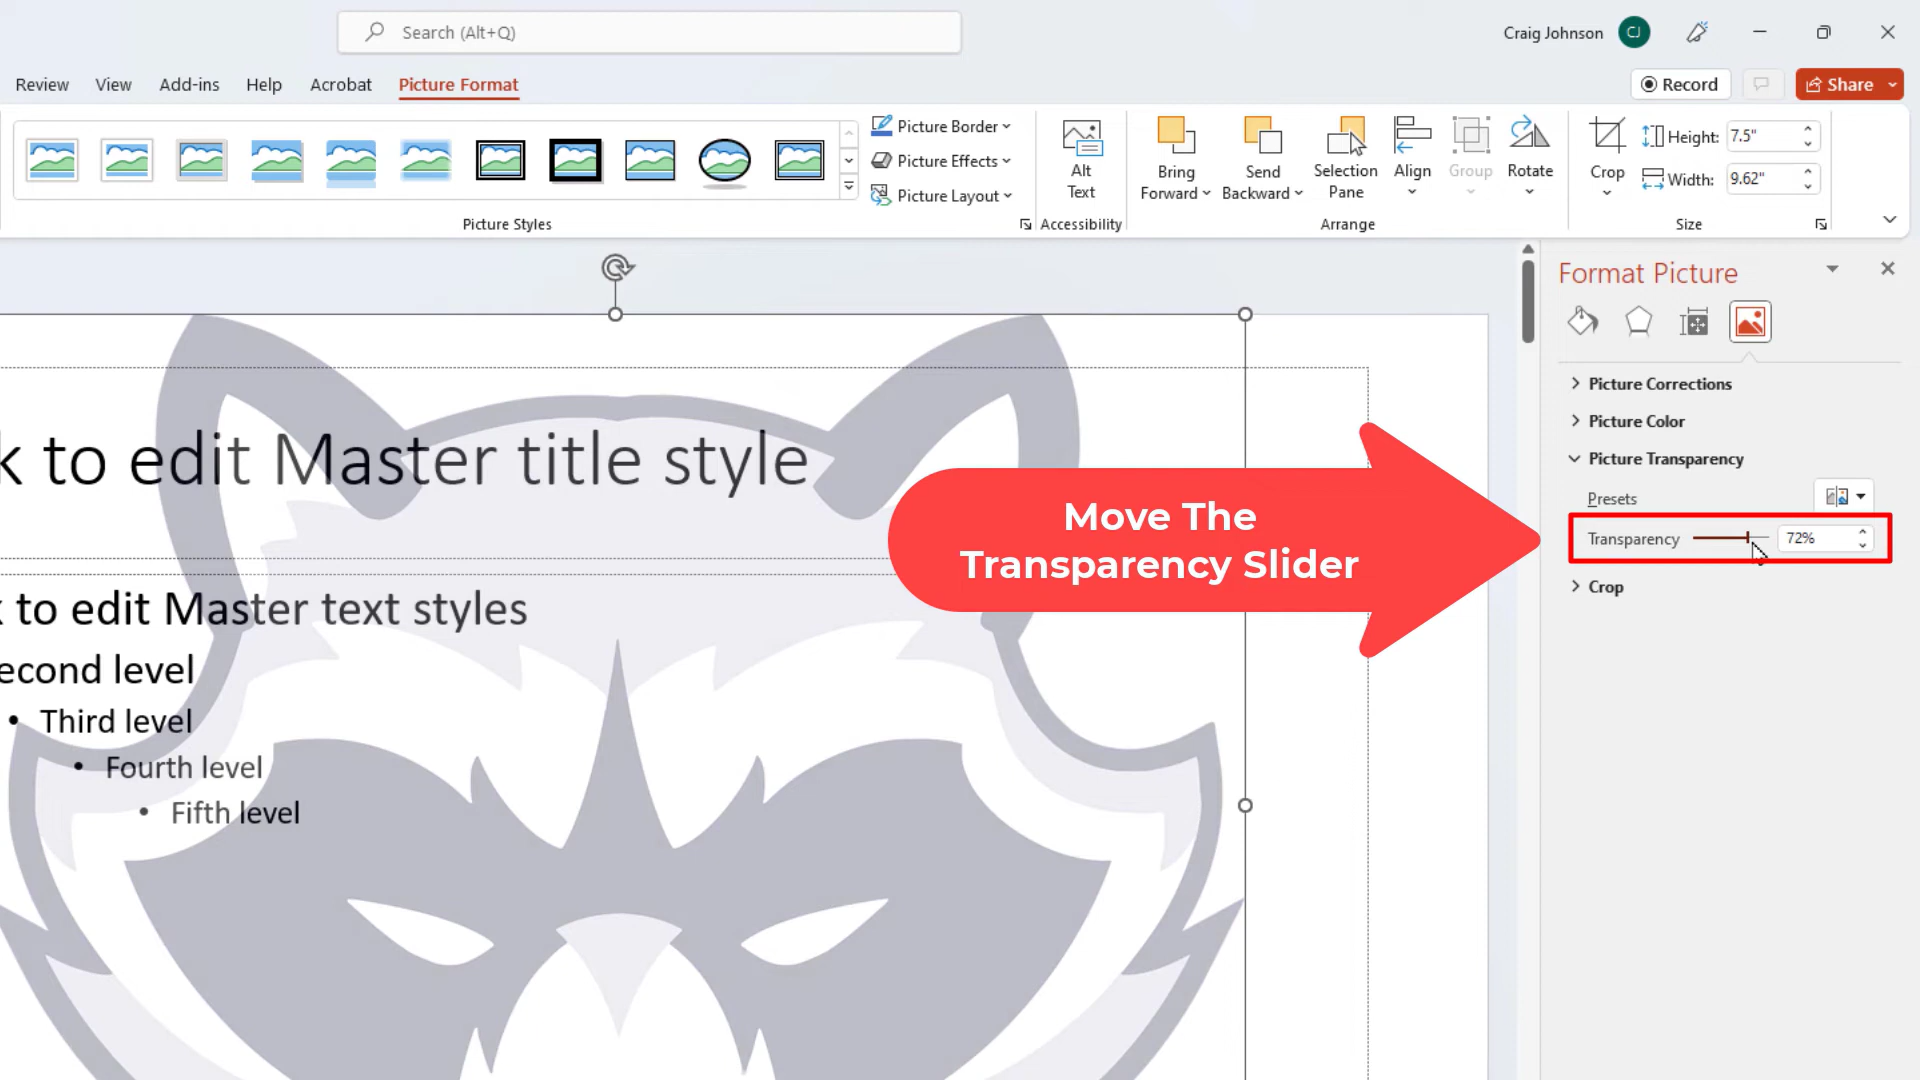 Search (Alt+Q)
Craig Johnson
CJ
Review
View
Add-ins
Help
Acrobat
Picture Format
Record
Share
Picture Border
Picture Effects
Picture Layout
Alt
Text
Bring
Forward
Send
Backward
Selection
Pane
Align
Group
Rotate
Crop
Height:
7.5"
Width:
9.62"
Picture Styles
Accessibility
Arrange
Size
Format Picture
Picture Corrections
Picture Color
Picture Transparency
Presets
Transparency
72%
Crop
k to edit Master title style
Move The
Transparency Slider
k to edit Master text styles
econd level
• Third level
• Fourth level
• Fifth level